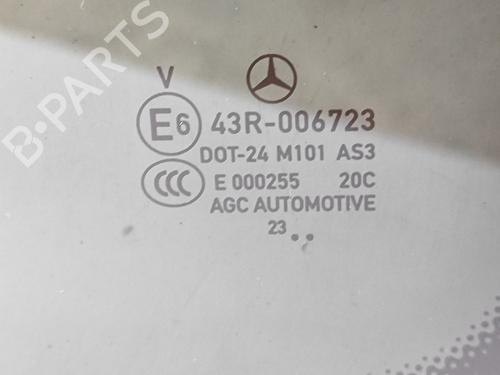 B-PARTS
V
E6 43R-006723
DOT-24 M101 AS3
CCC E 000255 20C
AGC AUTOMOTIVE
23 ..